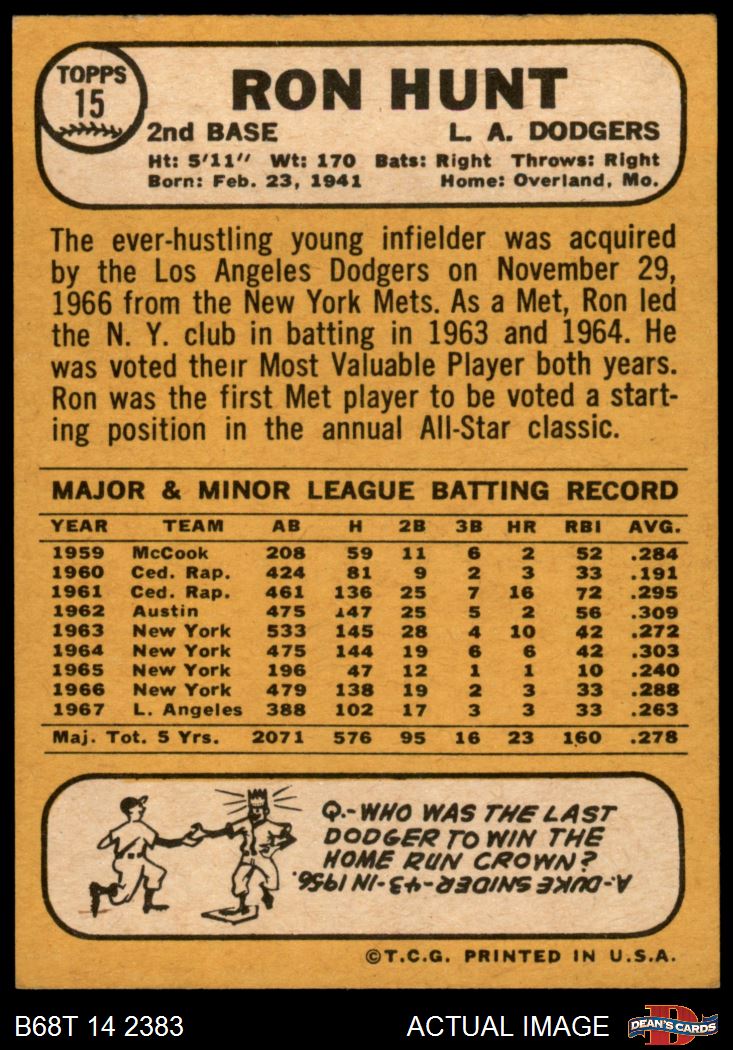 TOPPS
15
RON HUNT
2nd BASE L. A. DODGERS
Ht: 5'11" Wt: 170 Bats: Right Throws: Right
Born: Feb. 23, 1941 Home: Overland, Mo.
The ever-hustling young infielder was acquired
by the Los Angeles Dodgers on November 29,
1966 from the New York Mets. As a Met, Ron led
the N. Y. club in batting in 1963 and 1964. He
was voted their Most Valuable Player both years.
Ron was the first Met player to be voted a start-
ing position in the annual All-Star classic.
MAJOR & MINOR LEAGUE BATTING RECORD
YEAR TEAM AB H 2B 3B HR RBI AVG.
1959 McCook 208 59 11 6 2 52 .284
1960 Ced. Rap. 424 81 9 2 3 33 .191
1961 Ced. Rap. 461 136 25 7 16 72 .295
1962 Austin 475 147 25 5 2 56 .309
1963 New York 533 145 28 4 10 42 .272
1964 New York 475 144 19 6 6 42 .303
1965 New York 196 47 12 1 1 10 .240
1966 New York 479 138 19 2 3 33 .288
1967 L. Angeles 388 102 17 3 3 33 .263
Maj. Tot. 5 Yrs. 2071 576 95 16 23 160 .278
Q.-WHO WAS THE LAST
DODGER TO WIN THE
HOME RUN CROWN?
A.-DUKE SNIDER-43-IN 1956.
©T.C.G. PRINTED IN U.S.A.
B68T 14 2383 ACTUAL IMAGE
D
DEAN'S CARDS